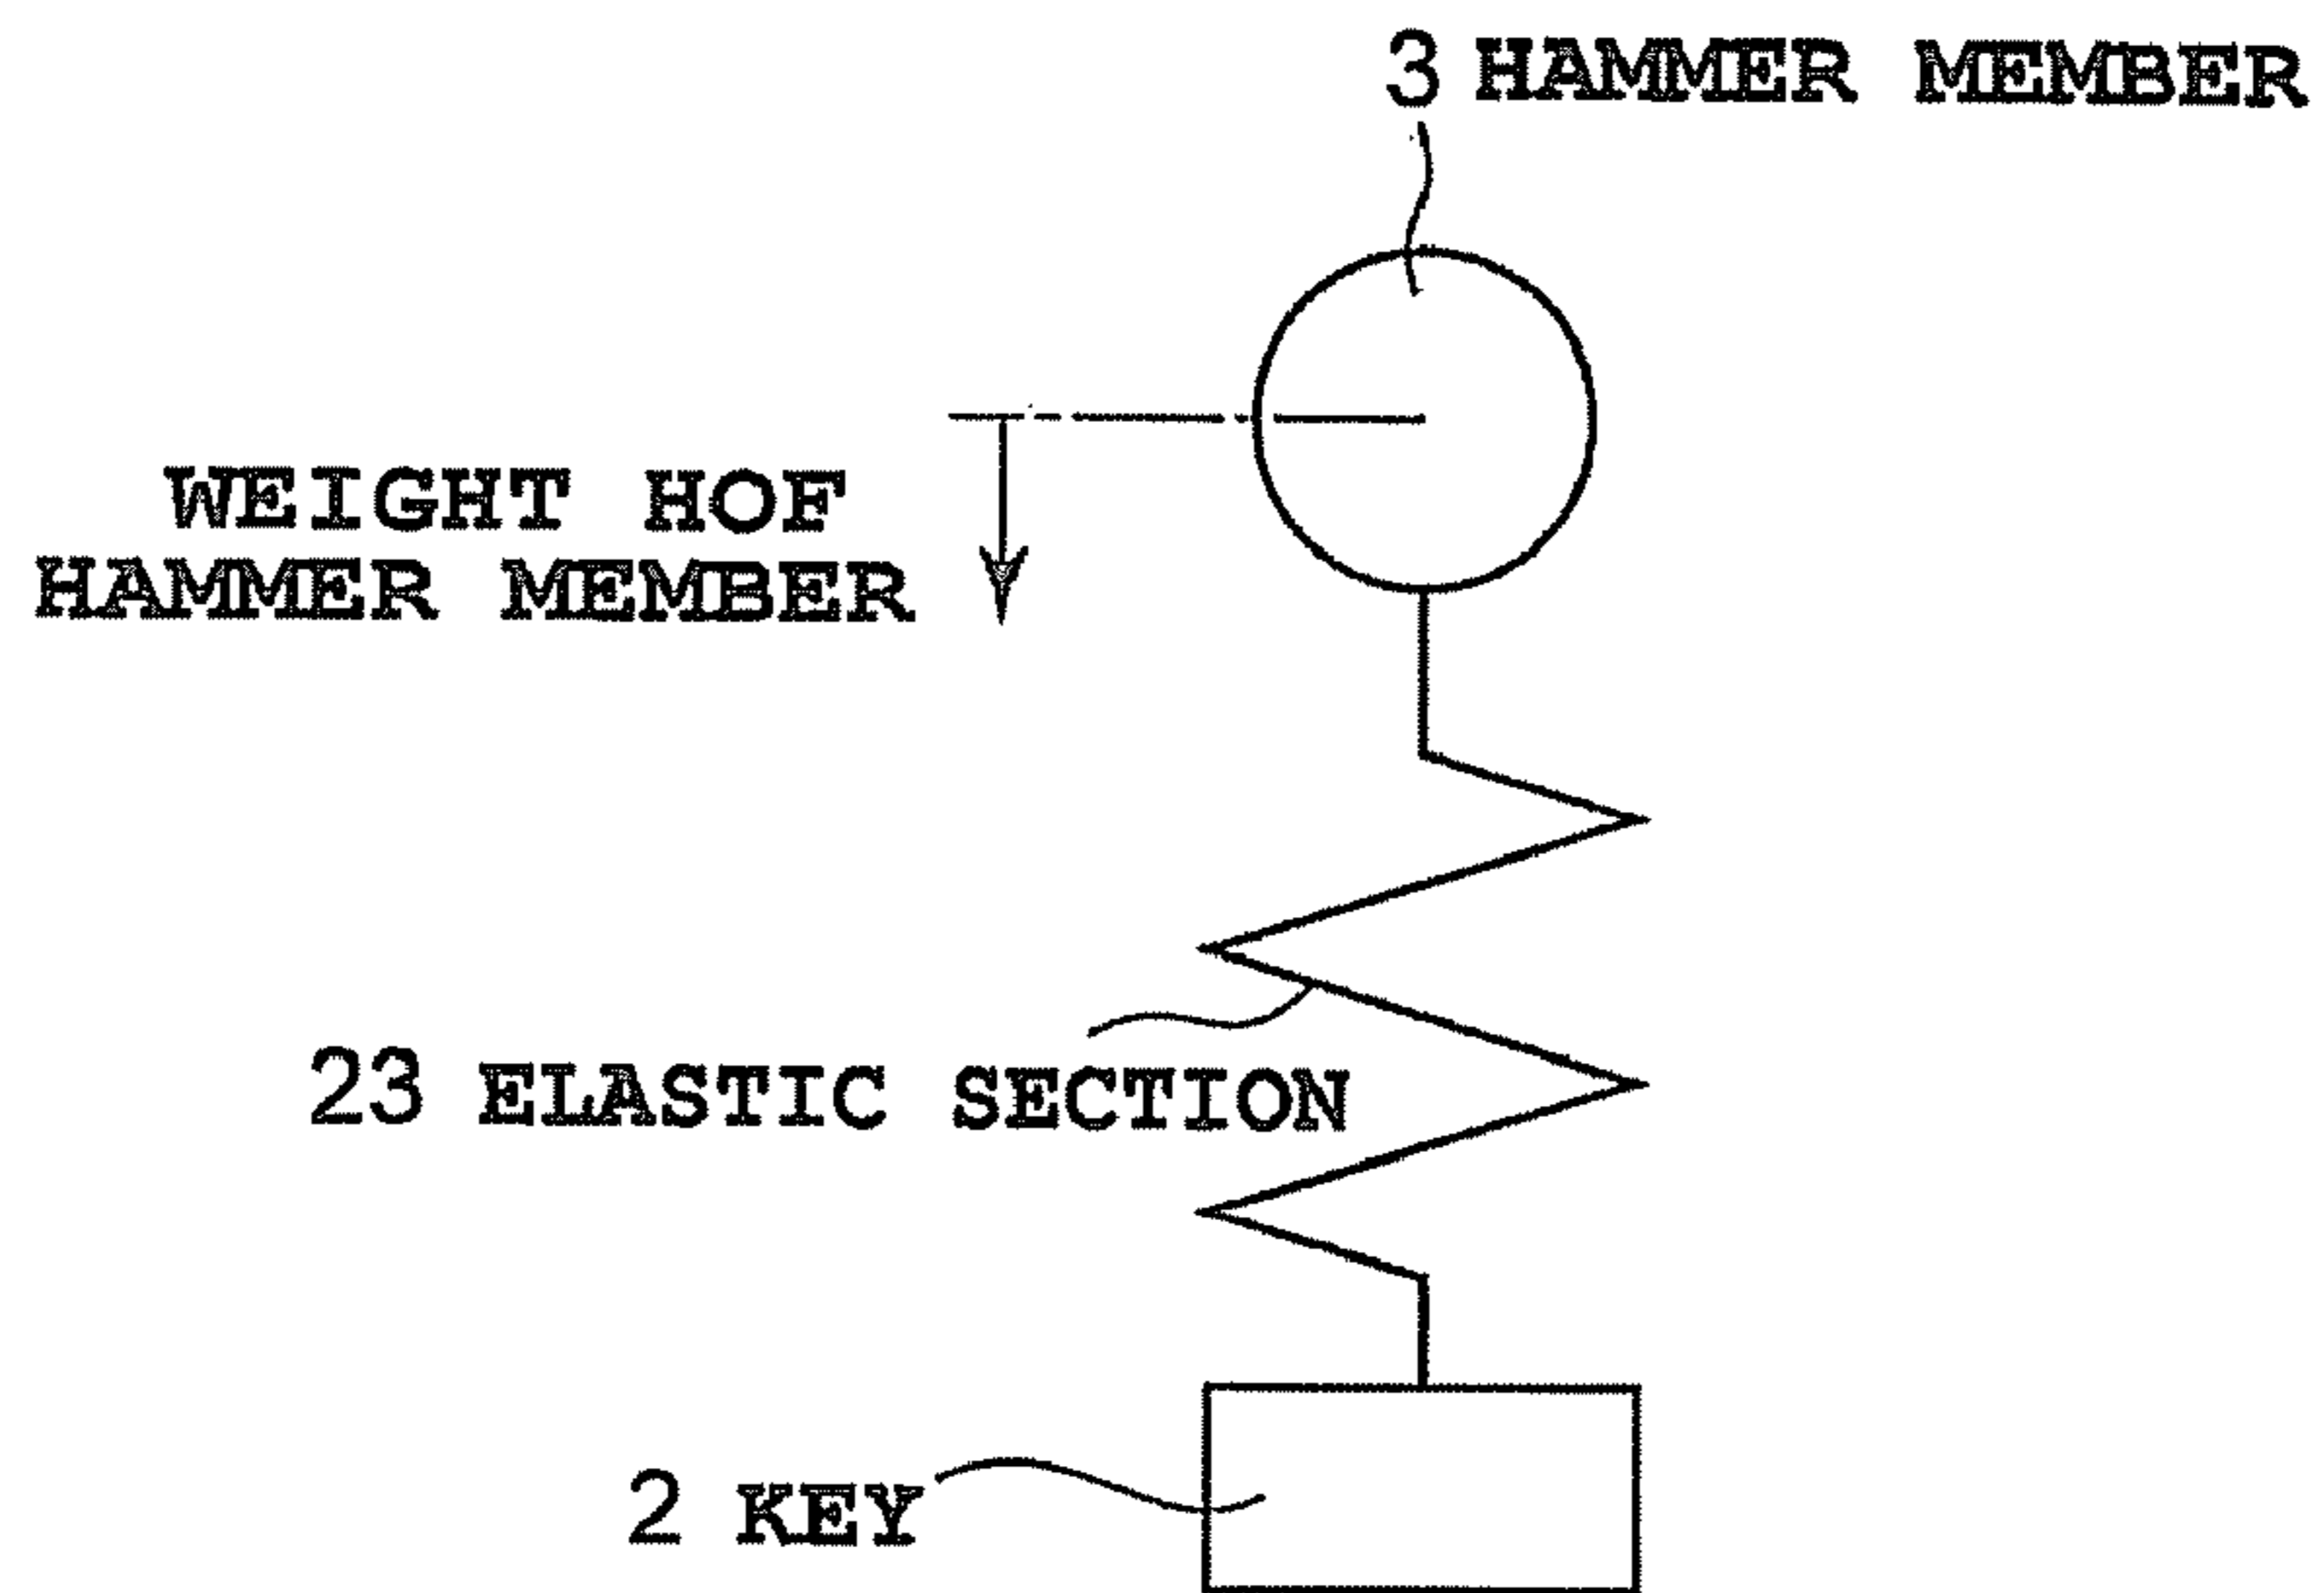 3 HAMMER MEMBER
WEIGHT HOF
HAMMER MEMBER
23 ELASTIC SECTION
2 KEY